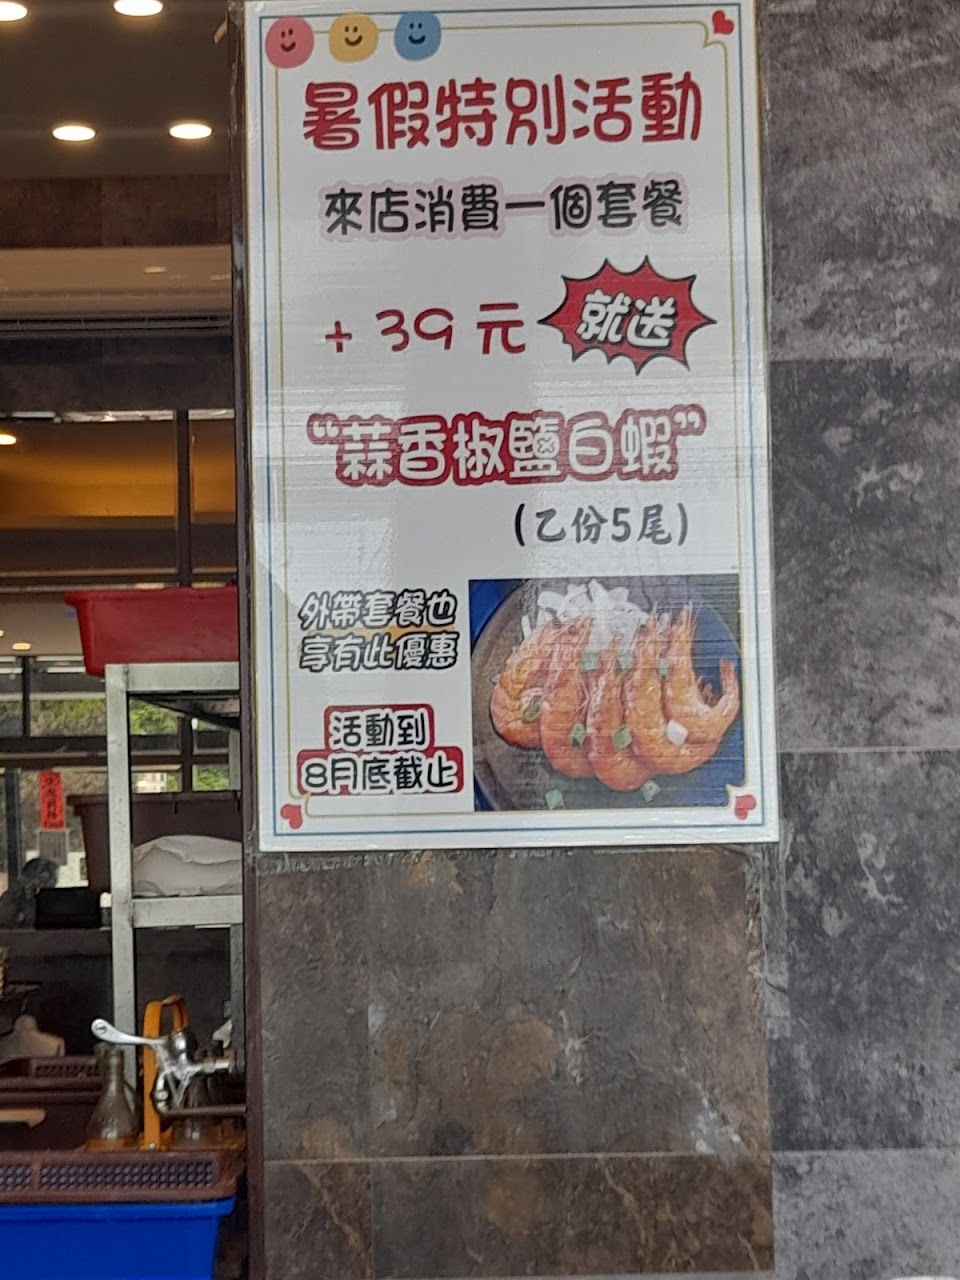 暑假特別活動
來店消費一個套餐
+ 39 元 就送
“蒜香椒鹽白蝦”
(乙份5尾)
外帶套餐也
享有此優惠
活動到
8月底截止